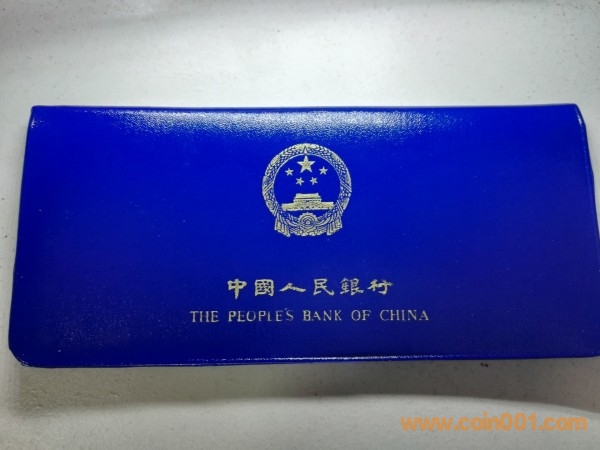 中國人民銀行
THE PEOPLE'S BANK OF CHINA
www.coin001.com